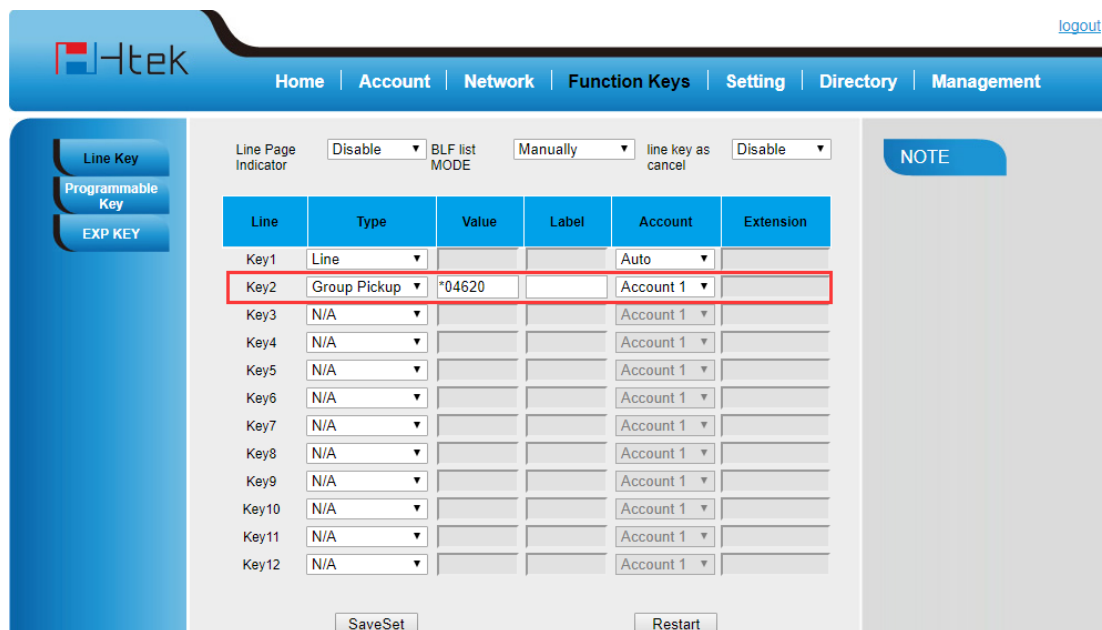 logout
Htek
Home Account Network Function Keys Setting Directory Management
Line Key
Programmable Key
EXP KEY
Line Page Indicator Disable BLF list MODE Manually line key as cancel Disable
NOTE
Line Type Value Label Account Extension
Key1 Line Auto
Key2 Group Pickup *04620 Account 1
Key3 N/A Account 1
Key4 N/A Account 1
Key5 N/A Account 1
Key6 N/A Account 1
Key7 N/A Account 1
Key8 N/A Account 1
Key9 N/A Account 1
Key10 N/A Account 1
Key11 N/A Account 1
Key12 N/A Account 1
SaveSet Restart